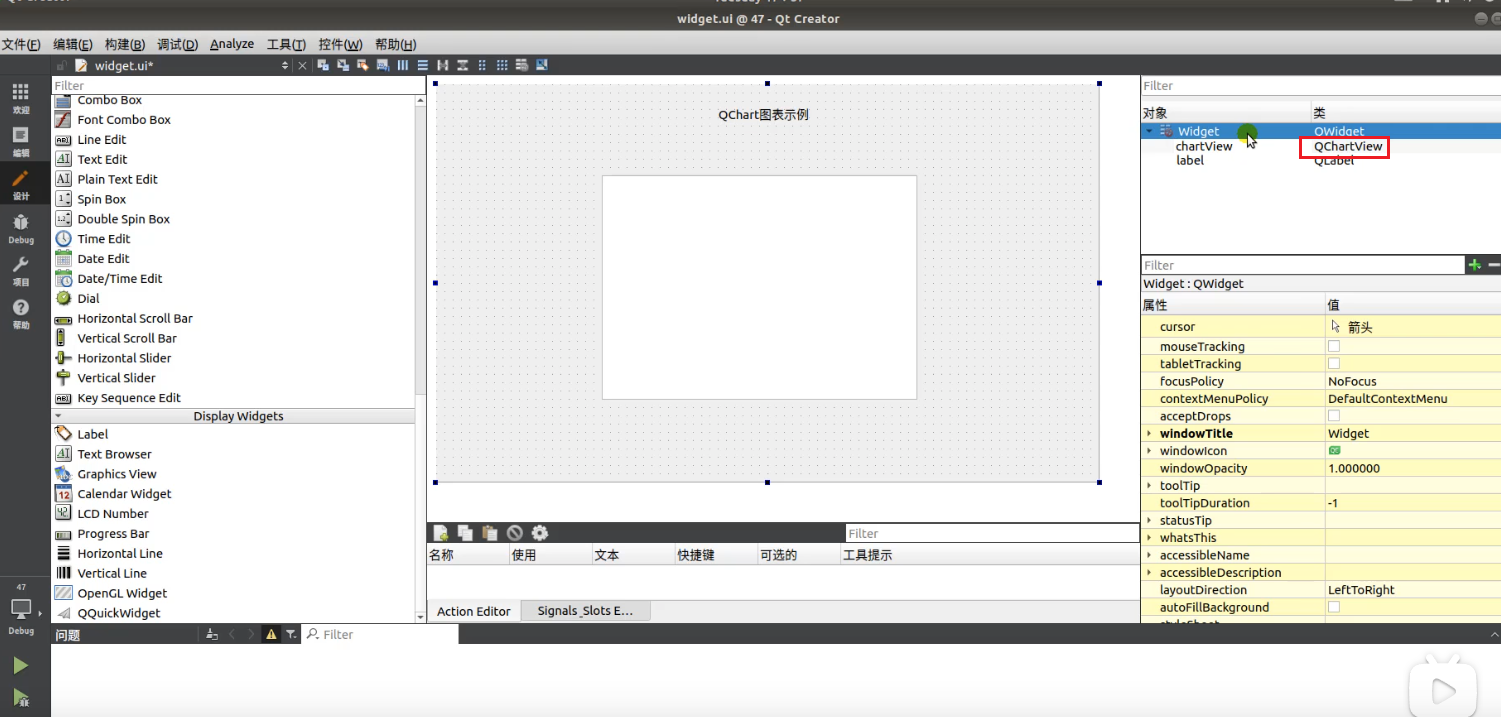 widget.ui @ 47 - Qt Creator
文件(F) 编辑(E) 构建(B) 调试(D) Analyze 工具(T) 控件(W) 帮助(H)
widget.ui*
欢迎
编辑
设计
Debug
项目
帮助
47
Debug
Filter
Combo Box
Font Combo Box
Line Edit
Text Edit
Plain Text Edit
Spin Box
Double Spin Box
Time Edit
Date Edit
Date/Time Edit
Dial
Horizontal Scroll Bar
Vertical Scroll Bar
Horizontal Slider
Vertical Slider
Key Sequence Edit
Display Widgets
Label
Text Browser
Graphics View
Calendar Widget
LCD Number
Progress Bar
Horizontal Line
Vertical Line
OpenGL Widget
QQuickWidget
QChart图表示例
Filter
名称 使用 文本 快捷键 可选的 工具提示
Action Editor Signals_Slots E...
Filter
对象 类
Widget QWidget
chartView QChartView
label QLabel
Filter
Widget : QWidget
属性 值
cursor 箭头
mouseTracking
tabletTracking
focusPolicy NoFocus
contextMenuPolicy DefaultContextMenu
acceptDrops
windowTitle Widget
windowIcon
windowOpacity 1.000000
toolTip
toolTipDuration -1
statusTip
whatsThis
accessibleName
accessibleDescription
layoutDirection LeftToRight
autoFillBackground
问题 Filter